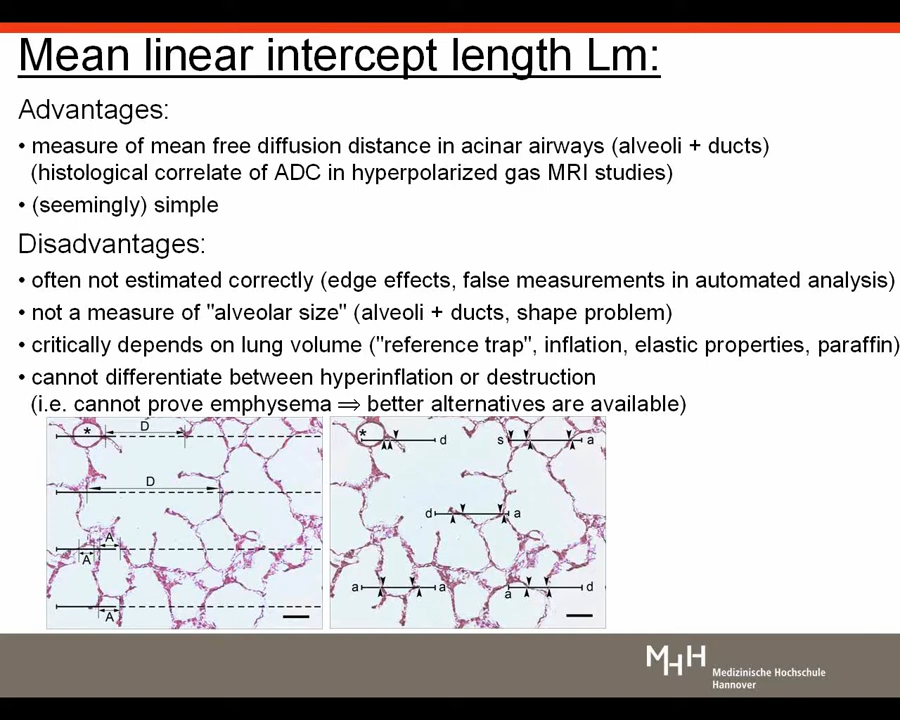 Mean linear intercept length Lm:
Advantages:
• measure of mean free diffusion distance in acinar airways (alveoli + ducts)
(histological correlate of ADC in hyperpolarized gas MRI studies)
• (seemingly) simple
Disadvantages:
• often not estimated correctly (edge effects, false measurements in automated analysis)
• not a measure of "alveolar size" (alveoli + ducts, shape problem)
• critically depends on lung volume ("reference trap", inflation, elastic properties, paraffin)
• cannot differentiate between hyperinflation or destruction
(i.e. cannot prove emphysema ⟹ better alternatives are available)
* D
D
A
A
A
* d s a
d a
a a a d
MHH
Medizinische Hochschule
Hannover